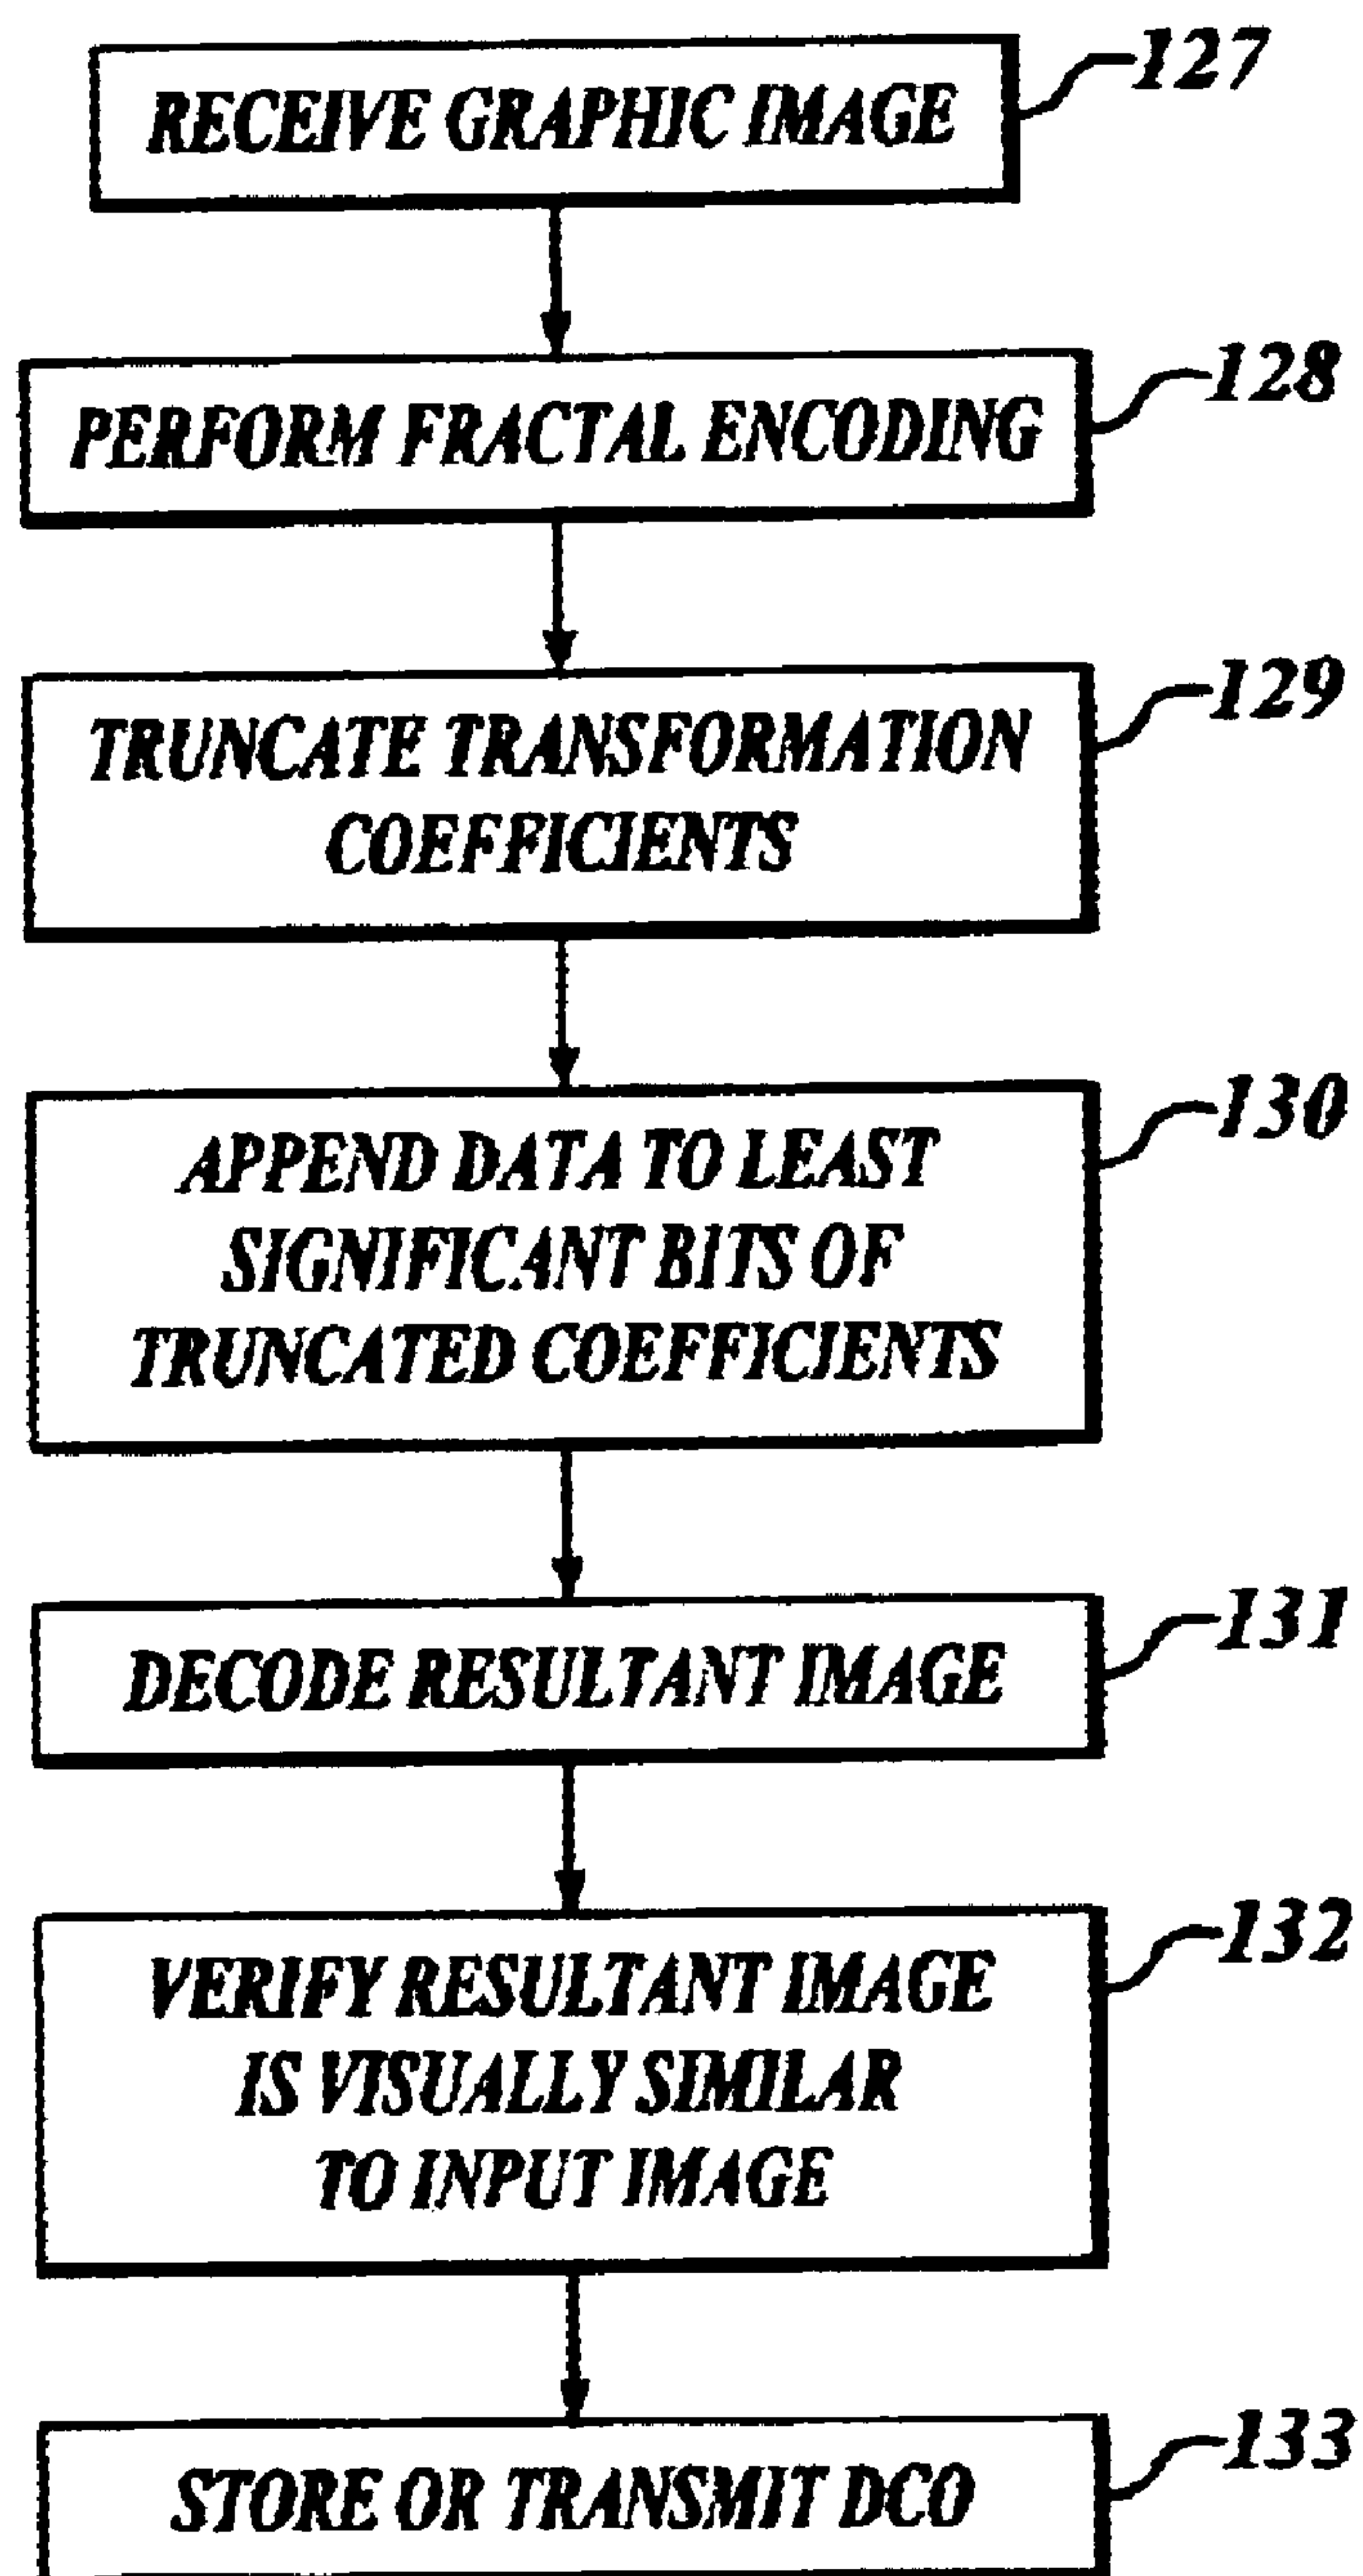 RECEIVE GRAPHIC IMAGE
127
PERFORM FRACTAL ENCODING
128
TRUNCATE TRANSFORMATION
COEFFICIENTS
129
APPEND DATA TO LEAST
SIGNIFICANT BITS OF
TRUNCATED COEFFICIENTS
130
DECODE RESULTANT IMAGE
131
VERIFY RESULTANT IMAGE
IS VISUALLY SIMILAR
TO INPUT IMAGE
132
STORE OR TRANSMIT DCO
133